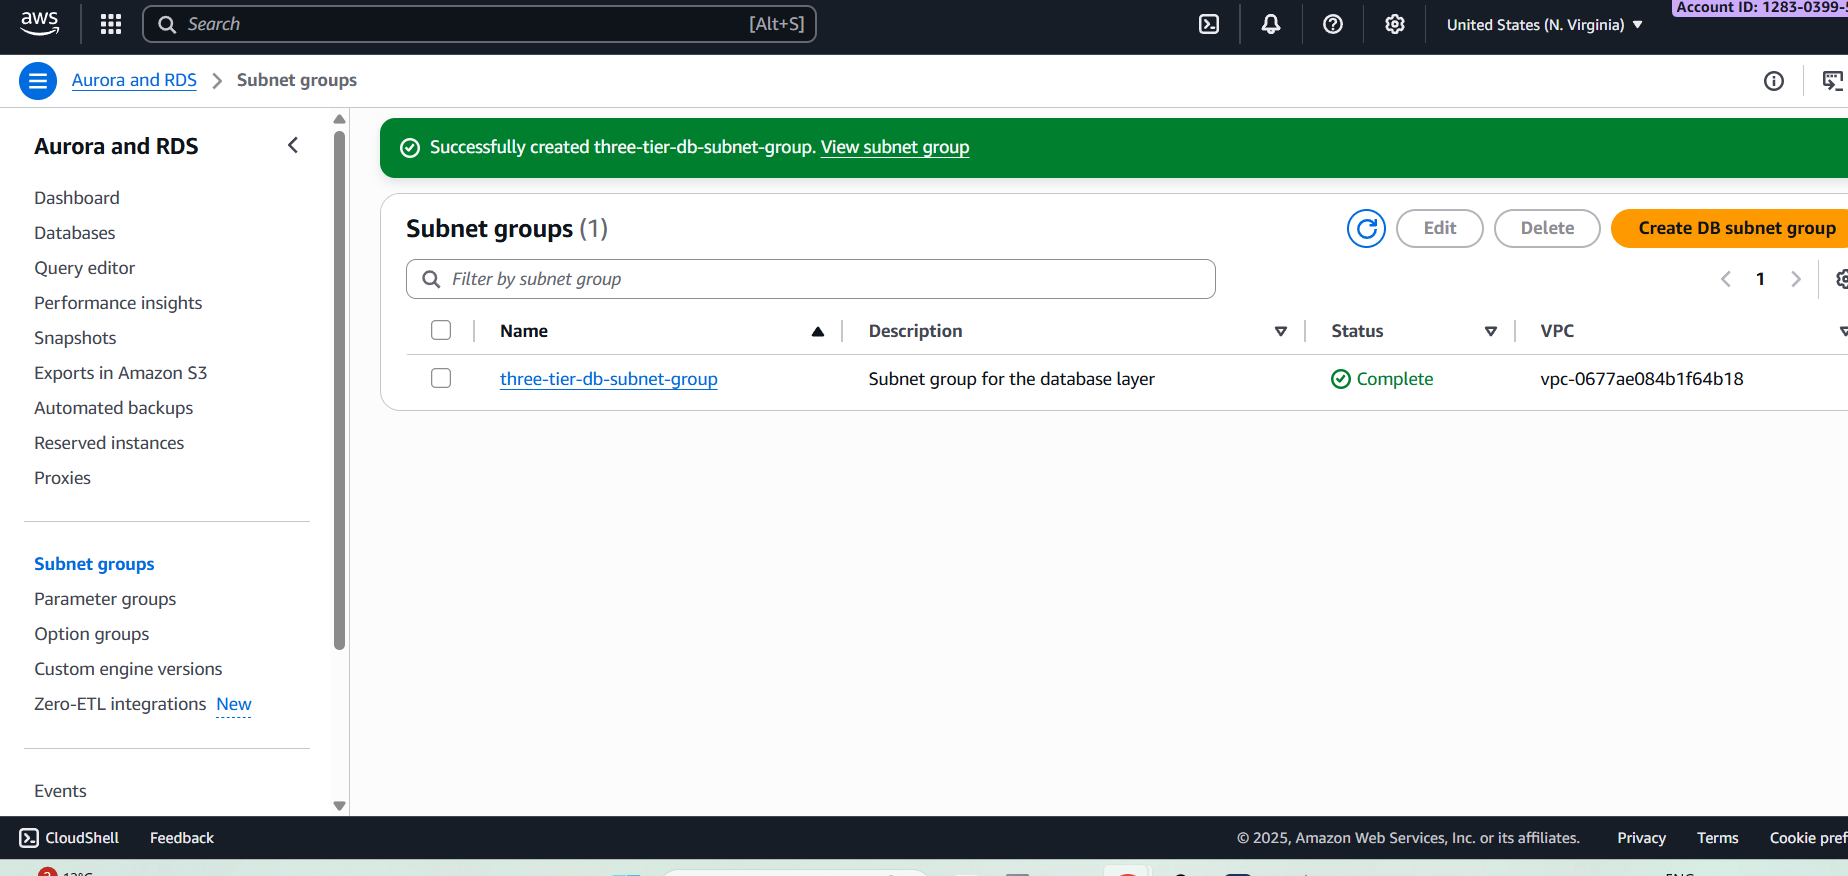 aws
Search
[Alt+S]
United States (N. Virginia)
Account ID: 1283-0399-
Aurora and RDS
Subnet groups
Aurora and RDS
Dashboard
Databases
Query editor
Performance insights
Snapshots
Exports in Amazon S3
Automated backups
Reserved instances
Proxies
Subnet groups
Parameter groups
Option groups
Custom engine versions
Zero-ETL integrations New
Events
Successfully created three-tier-db-subnet-group. View subnet group
Subnet groups (1)
Edit
Delete
Create DB subnet group
Filter by subnet group
1
Name
Description
Status
VPC
three-tier-db-subnet-group
Subnet group for the database layer
Complete
vpc-0677ae084b1f64b18
CloudShell
Feedback
© 2025, Amazon Web Services, Inc. or its affiliates.
Privacy
Terms
Cookie pref